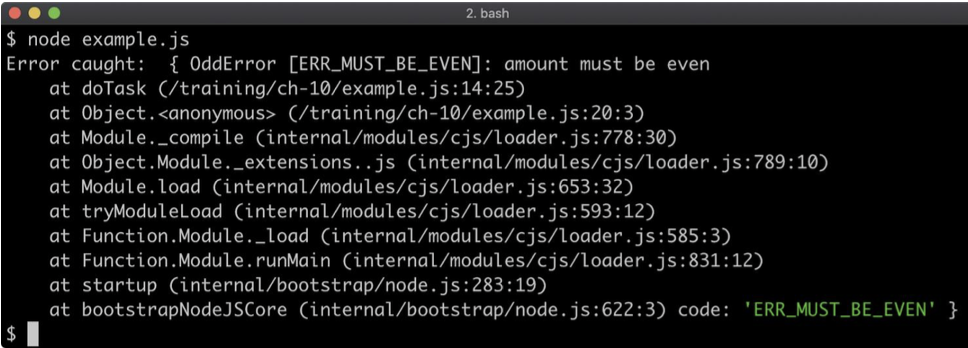 2. bash
$ node example.js
Error caught:  { OddError [ERR_MUST_BE_EVEN]: amount must be even
    at doTask (/training/ch-10/example.js:14:25)
    at Object.<anonymous> (/training/ch-10/example.js:20:3)
    at Module._compile (internal/modules/cjs/loader.js:778:30)
    at Object.Module._extensions..js (internal/modules/cjs/loader.js:789:10)
    at Module.load (internal/modules/cjs/loader.js:653:32)
    at tryModuleLoad (internal/modules/cjs/loader.js:593:12)
    at Function.Module._load (internal/modules/cjs/loader.js:585:3)
    at Function.Module.runMain (internal/modules/cjs/loader.js:831:12)
    at startup (internal/bootstrap/node.js:283:19)
    at bootstrapNodeJSCore (internal/bootstrap/node.js:622:3) code: 'ERR_MUST_BE_EVEN' }
$